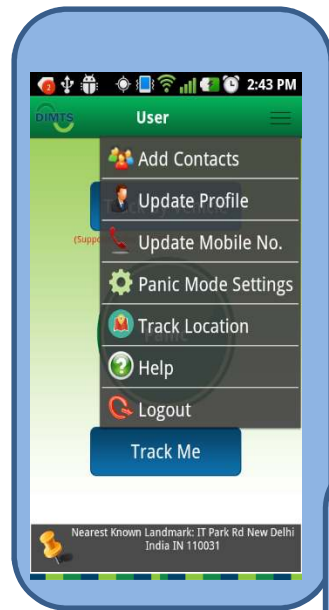 2:43 PM
DIMTS
User
Add Contacts
Update Profile
(Suppo
Update Mobile No.
Panic Mode Settings
Track Location
Help
Logout
Track Me
Nearest Known Landmark: IT Park Rd New Delhi
India IN 110031